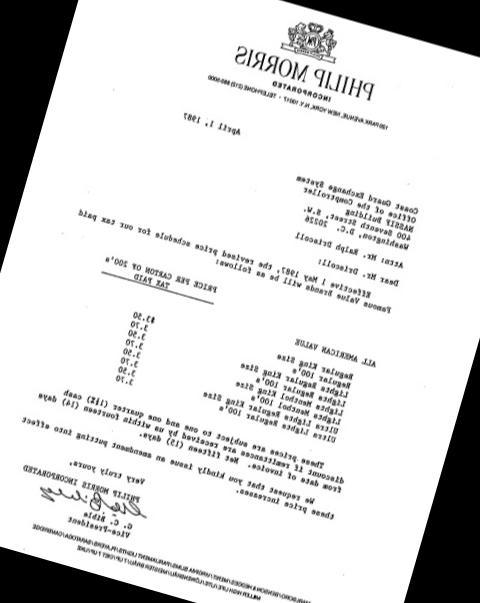 PHILIP MORRIS
INCORPORATED
120 PARK AVENUE, NEW YORK, N.Y. 10017 · TELEPHONE (212) 880-5000
April 1, 1987
Coast Guard Exchange System
Office of the Comptroller
NASSIF Building
400 Seventh Street, S.W.
Washington, D.C. 20226
Attn: Mr. Ralph Driscoll
Dear Mr. Driscoll:
Effective 1 May 1987, the revised price schedule for our tax paid
Famous Value Brands will be as follows:
PRICE PER CARTON OF 200's
TAX PAID
ALL AMERICAN VALUE
Regular King Size $3.50
Regular 100's 3.70
Lights Regular King Size 3.50
Lights Regular 100's 3.70
Lights Menthol King Size 3.50
Lights Menthol 100's 3.70
Ultra Lights Regular King Size 3.50
Ultra Lights Regular 100's 3.70
These prices are subject to one and one quarter (1¼%) cash
discount if remittances are received by us within fourteen (14) days
from date of invoice. Net fifteen (15) days.
We request that you kindly issue an amendment putting into effect
these price increases.
Very truly yours,
PHILIP MORRIS INCORPORATED
G. C. Bible
Vice-President